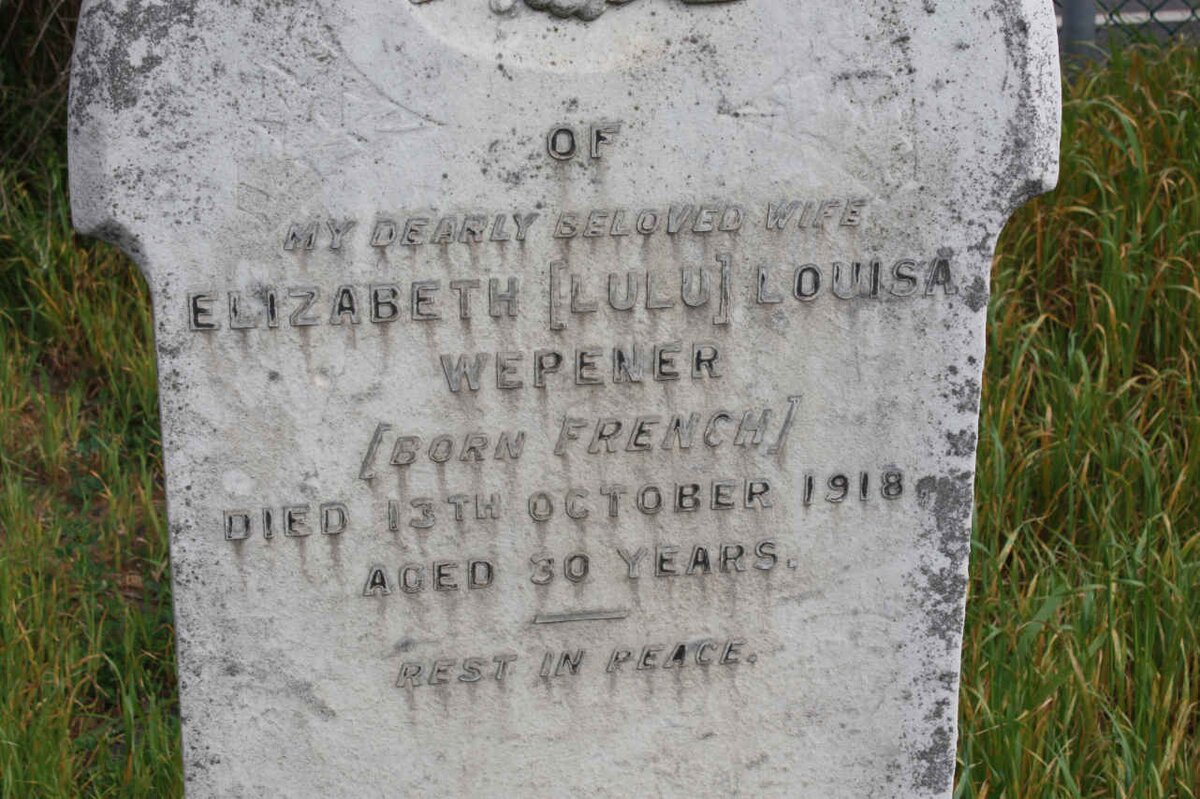 OF
MY DEARLY BELOVED WIFE
ELIZABETH [LULU] LOUISA
WEPENER
[BORN FRENCH]
DIED 13TH OCTOBER 1918
AGED 30 YEARS.
REST IN PEACE.